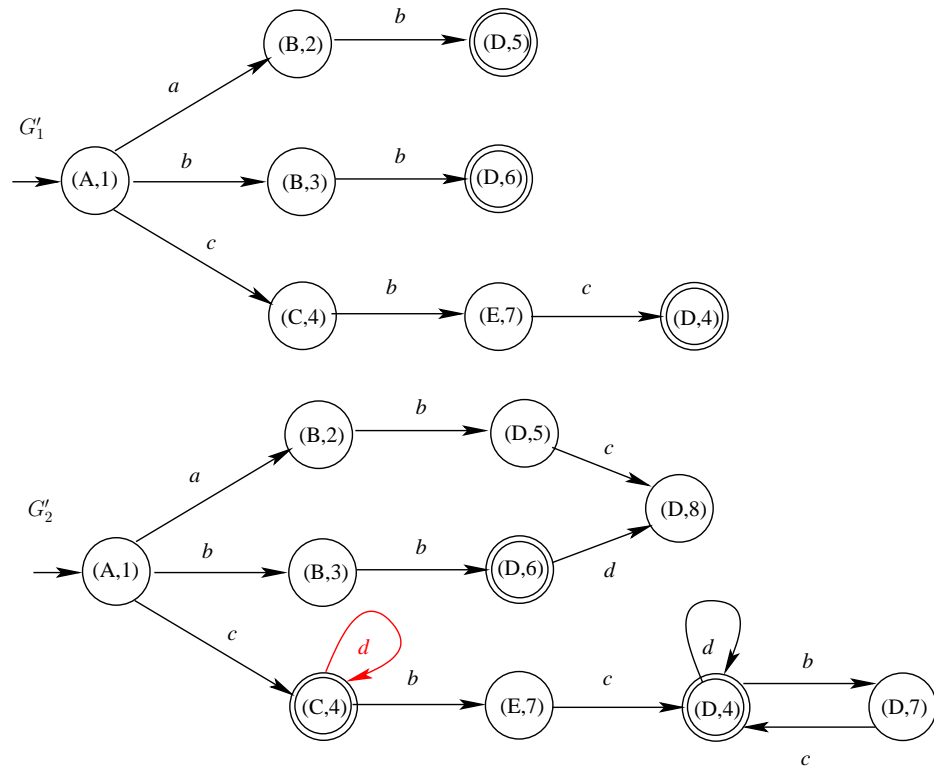 (B,2)
b
(D,5)
a
G′₁
(A,1)
b
(B,3)
b
(D,6)
c
(C,4)
b
(E,7)
c
(D,4)
(B,2)
b
(D,5)
c
a
(D,8)
G′₂
(A,1)
b
(B,3)
b
(D,6)
d
c
d
(C,4)
b
(E,7)
c
d
(D,4)
b
(D,7)
c